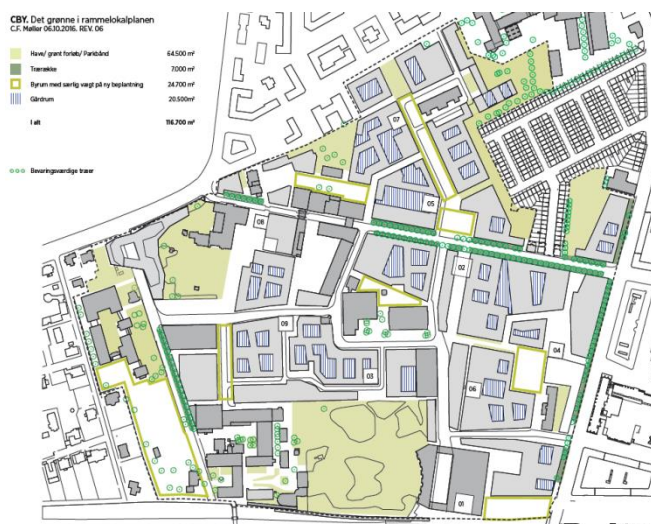 CBY. Det grønne i rammelokalplanen
C.F. Møller 06.10.2016. REV. 06
Have/ grønt forløb/ Parkbånd 64.500 m²
Trærække 7.000 m²
Byrum med særlig vægt på ny beplantning 24.700 m²
Gårdrum 20.500m²
I alt 116.700 m²
Bevaringsværdige træer
07
05
08
02
09
04
03
06
01